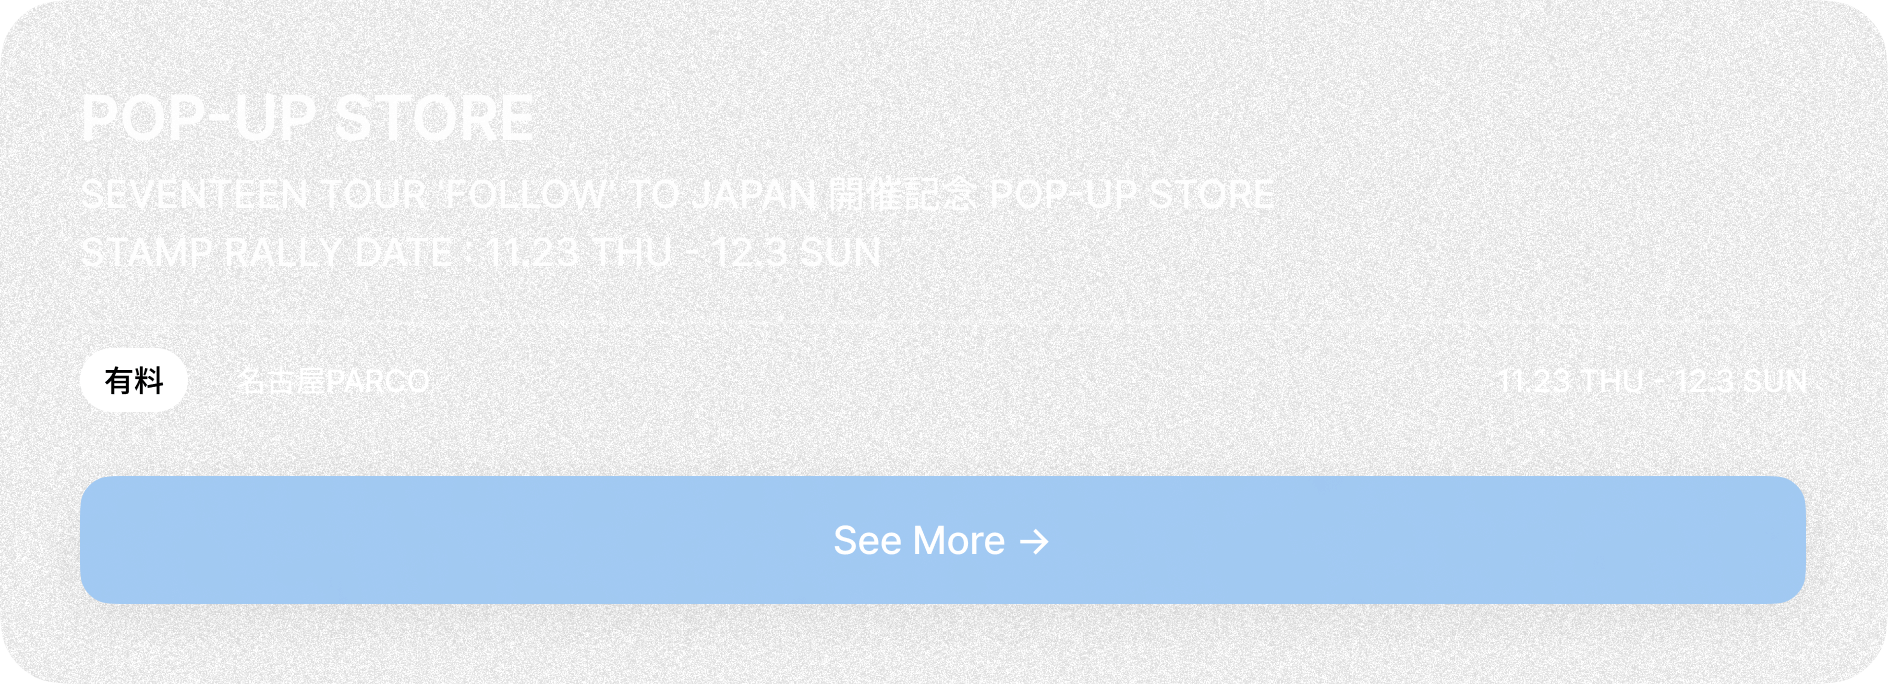 POP-UP STORE
SEVENTEEN TOUR 'FOLLOW' TO JAPAN 開催記念 POP-UP STORE
STAMP RALLY DATE : 11.23 THU - 12.3 SUN
有料 名古屋PARCO 11.23 THU - 12.3 SUN
See More →